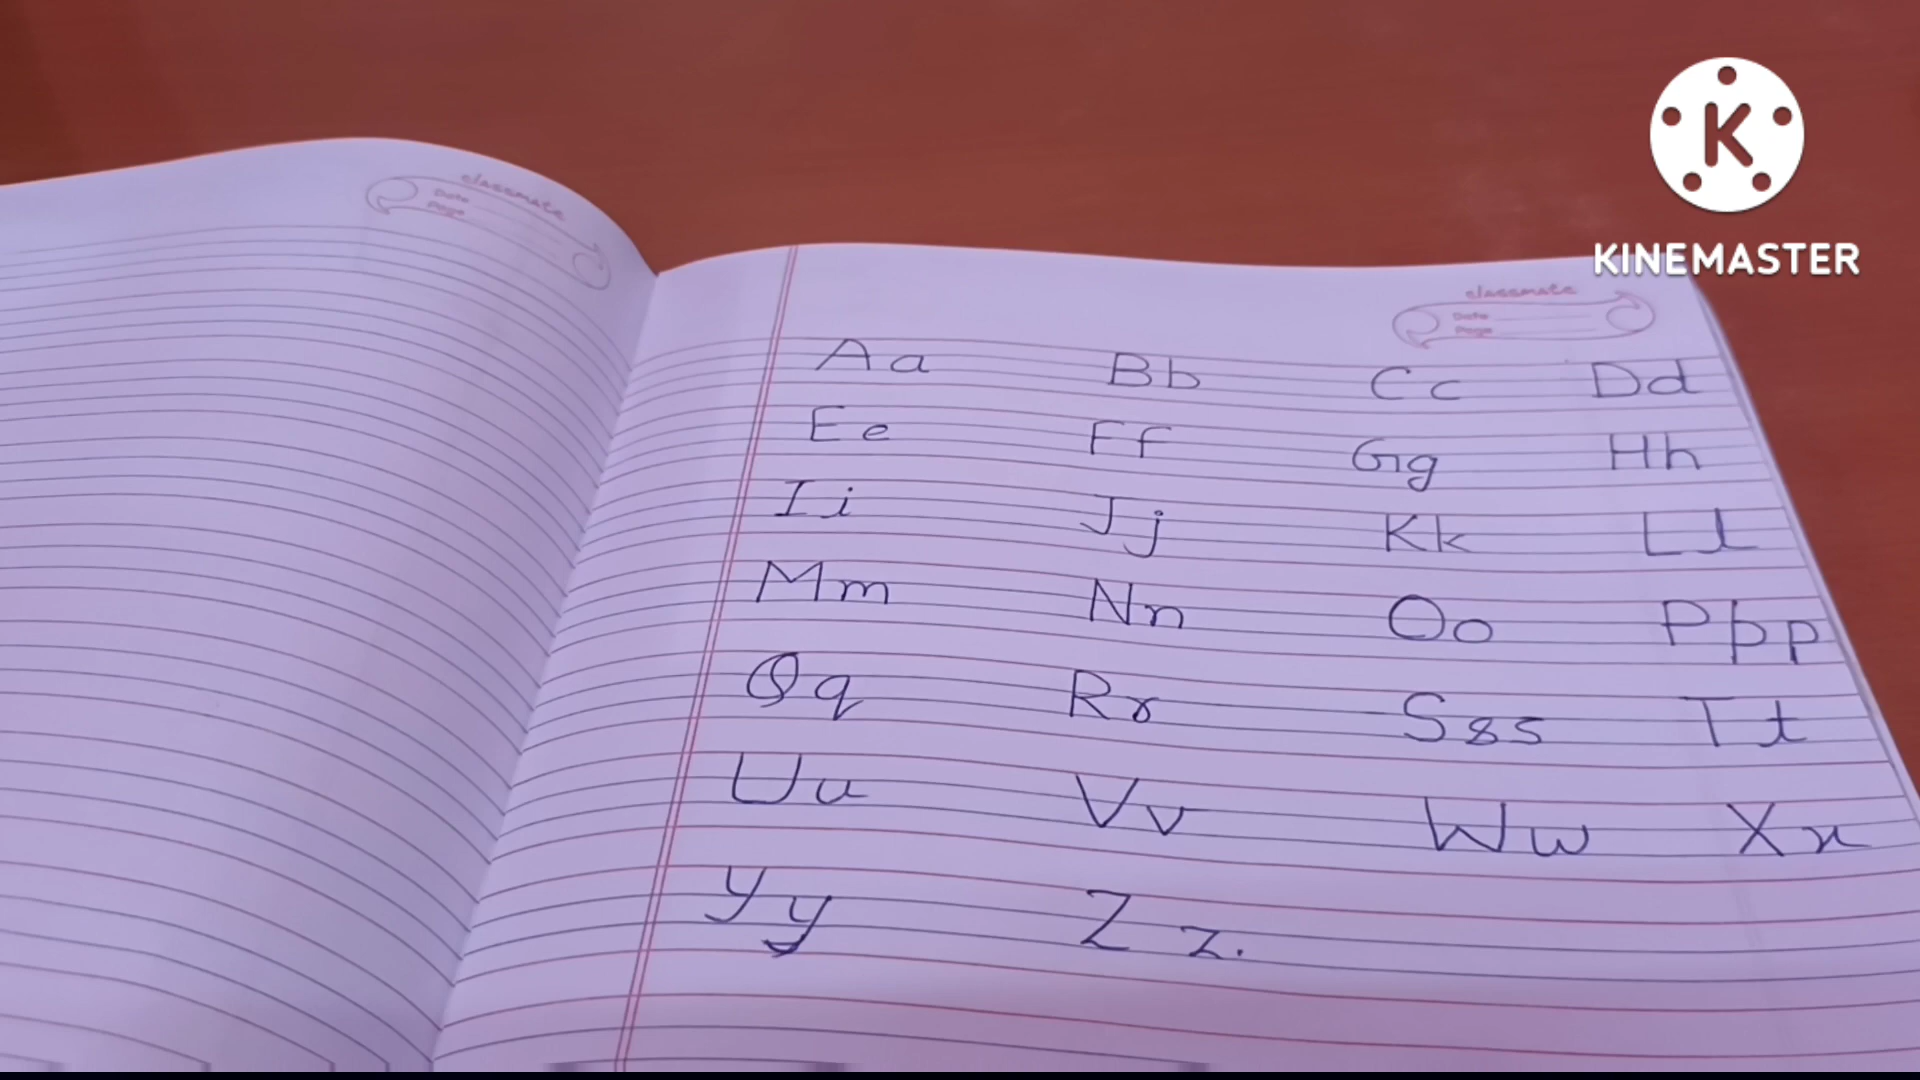 KINEMASTER
classmate
Date
Page
classmate
Date
Page
Aa Bb Cc Dd
Ee Ff Gg Hh
Ii Jj Kk Ll
Mm Nn Oo Ppp
Qq Rr Sss Tt
Uu Vv Ww Xx
Yy Zz.